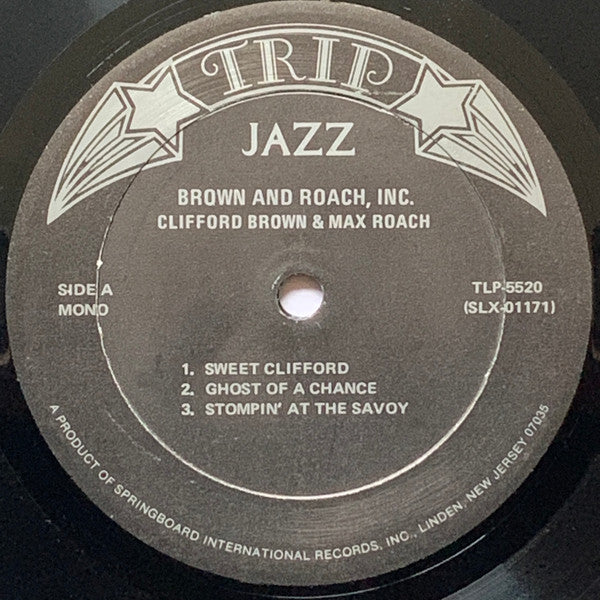 TRIP
JAZZ
BROWN AND ROACH, INC.
CLIFFORD BROWN & MAX ROACH
SIDE A
MONO
TLP-5520
(SLX-01171)
1. SWEET CLIFFORD
2. GHOST OF A CHANCE
3. STOMPIN' AT THE SAVOY
A PRODUCT OF SPRINGBOARD INTERNATIONAL RECORDS, INC., LINDEN, NEW JERSEY 07035